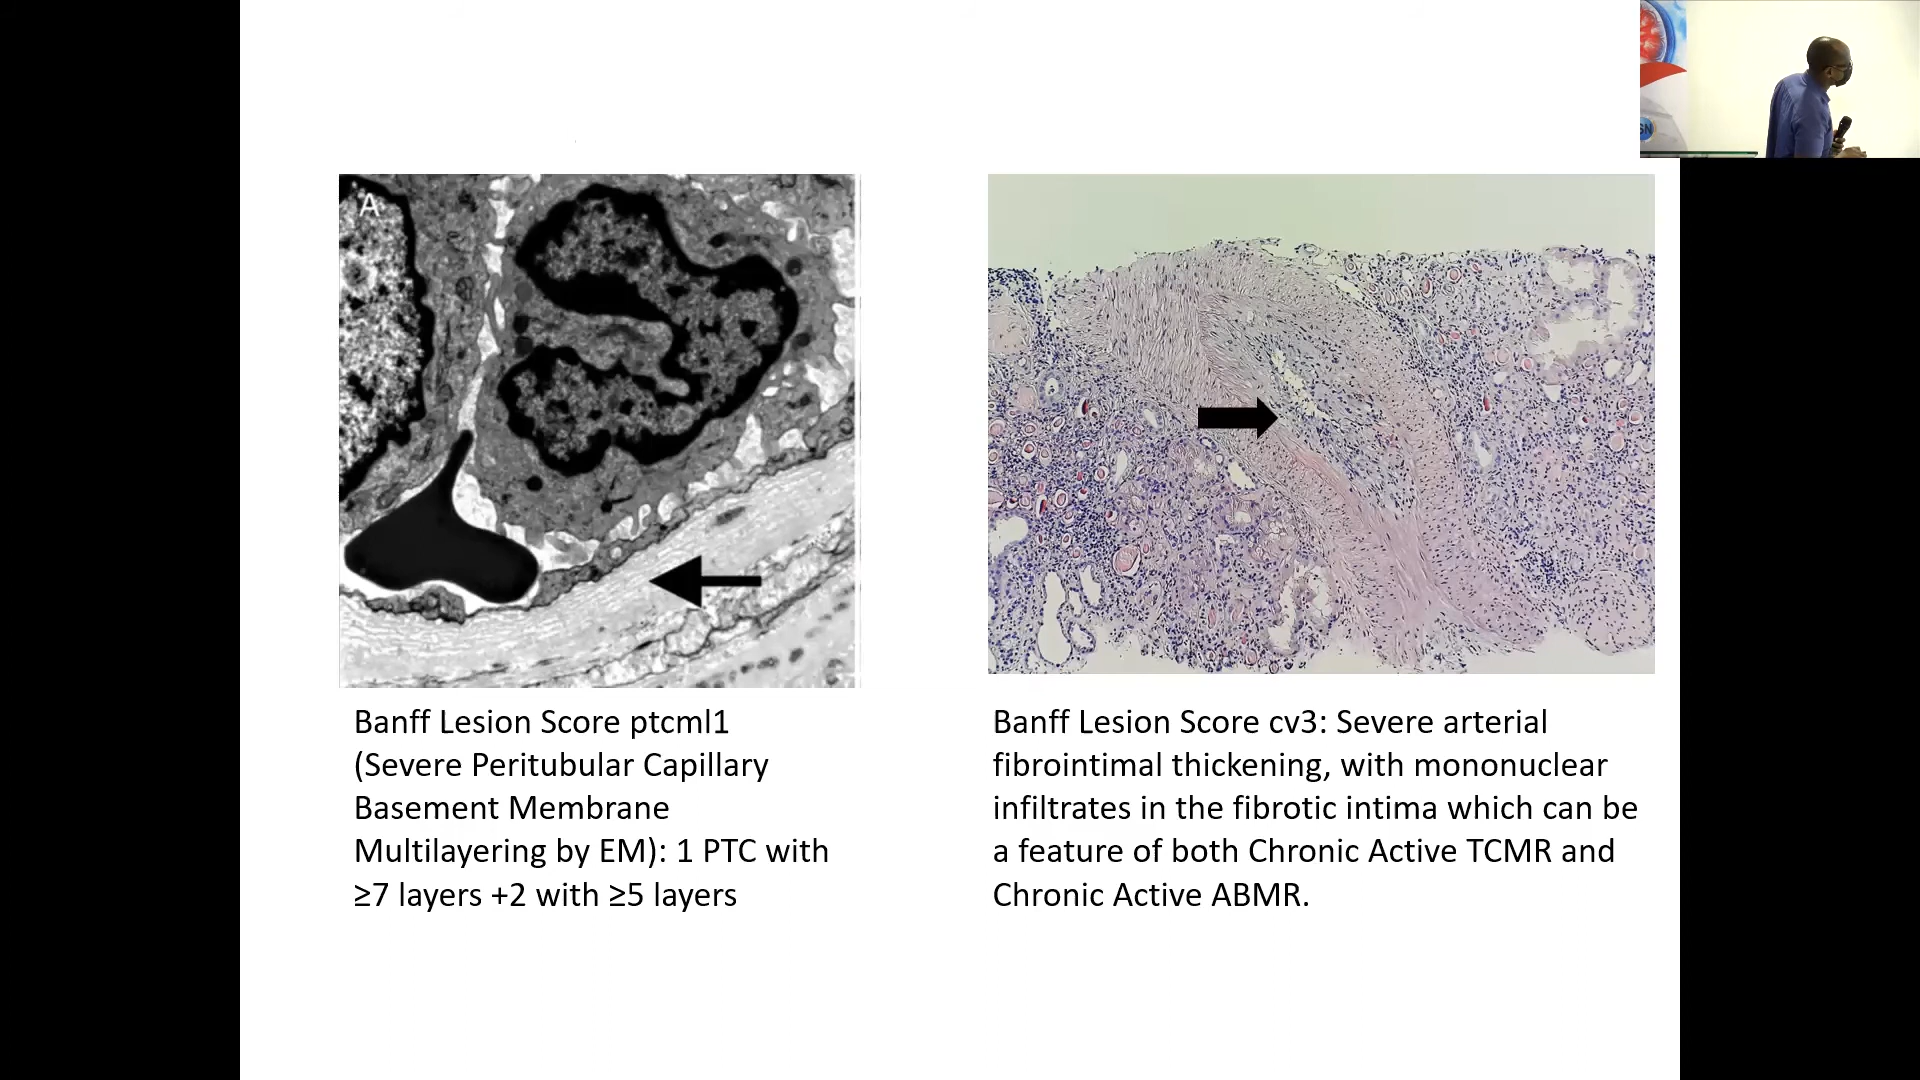 A
Banff Lesion Score ptcml1
(Severe Peritubular Capillary
Basement Membrane
Multilayering by EM): 1 PTC with
≥7 layers +2 with ≥5 layers
Banff Lesion Score cv3: Severe arterial
fibrointimal thickening, with mononuclear
infiltrates in the fibrotic intima which can be
a feature of both Chronic Active TCMR and
Chronic Active ABMR.